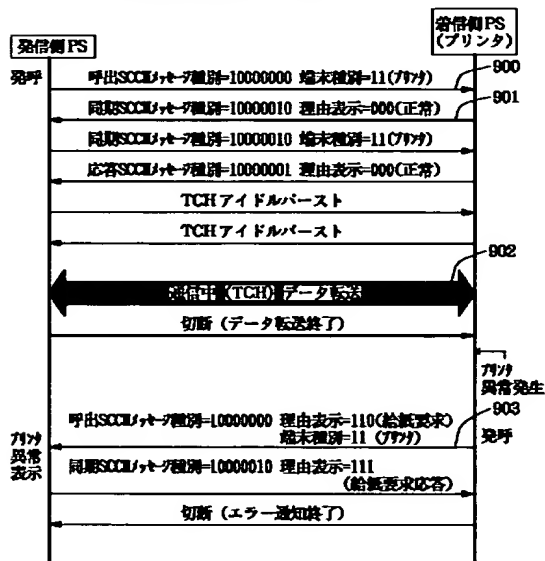 発信側PS
着信側PS
(プリンタ)
発呼
呼出SCCHメッセージ種別=10000000 端末種別=11(プリンタ)
900
同期SCCHメッセージ種別=10000010 理由表示=000(正常)
901
同期SCCHメッセージ種別=10000010 端末種別=11(プリンタ)
応答SCCHメッセージ種別=10000001 理由表示=000(正常)
TCHアイドルバースト
TCHアイドルバースト
902
通信中 (TCH) データ転送
切断 (データ転送終了)
プリンタ
異常発生
903
呼出SCCHメッセージ種別=10000000 理由表示=110(給紙要求)
端末種別=11 (プリンタ)
発呼
プリンタ
異常
表示
同期SCCHメッセージ種別=10000010 理由表示=111
(給紙要求応答)
切断 (エラー通知終了)